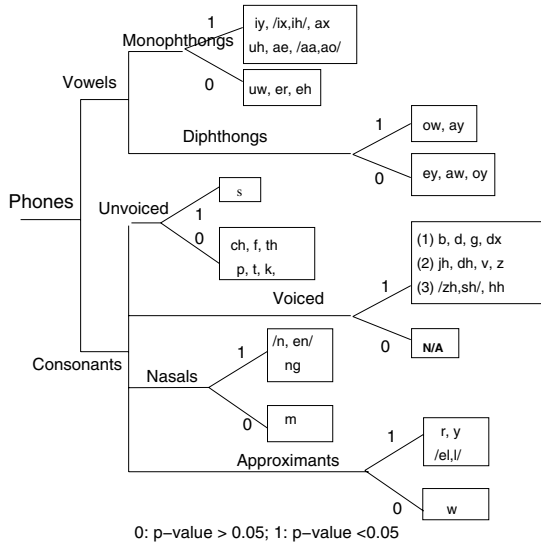 1
iy, /ix,ih/, ax
Monophthongs
uh, ae, /aa,ao/
0
uw, er, eh
Vowels
1
ow, ay
Diphthongs
0
ey, aw, oy
Phones
s
Unvoiced
1
0
ch, f, th
p, t, k,
(1) b, d, g, dx
(2) jh, dh, v, z
1
(3) /zh,sh/, hh
Voiced
0
N/A
Consonants
/n, en/
1
ng
Nasals
0
m
1
r, y
/el,l/
Approximants
0
w
0: p-value > 0.05; 1: p-value <0.05